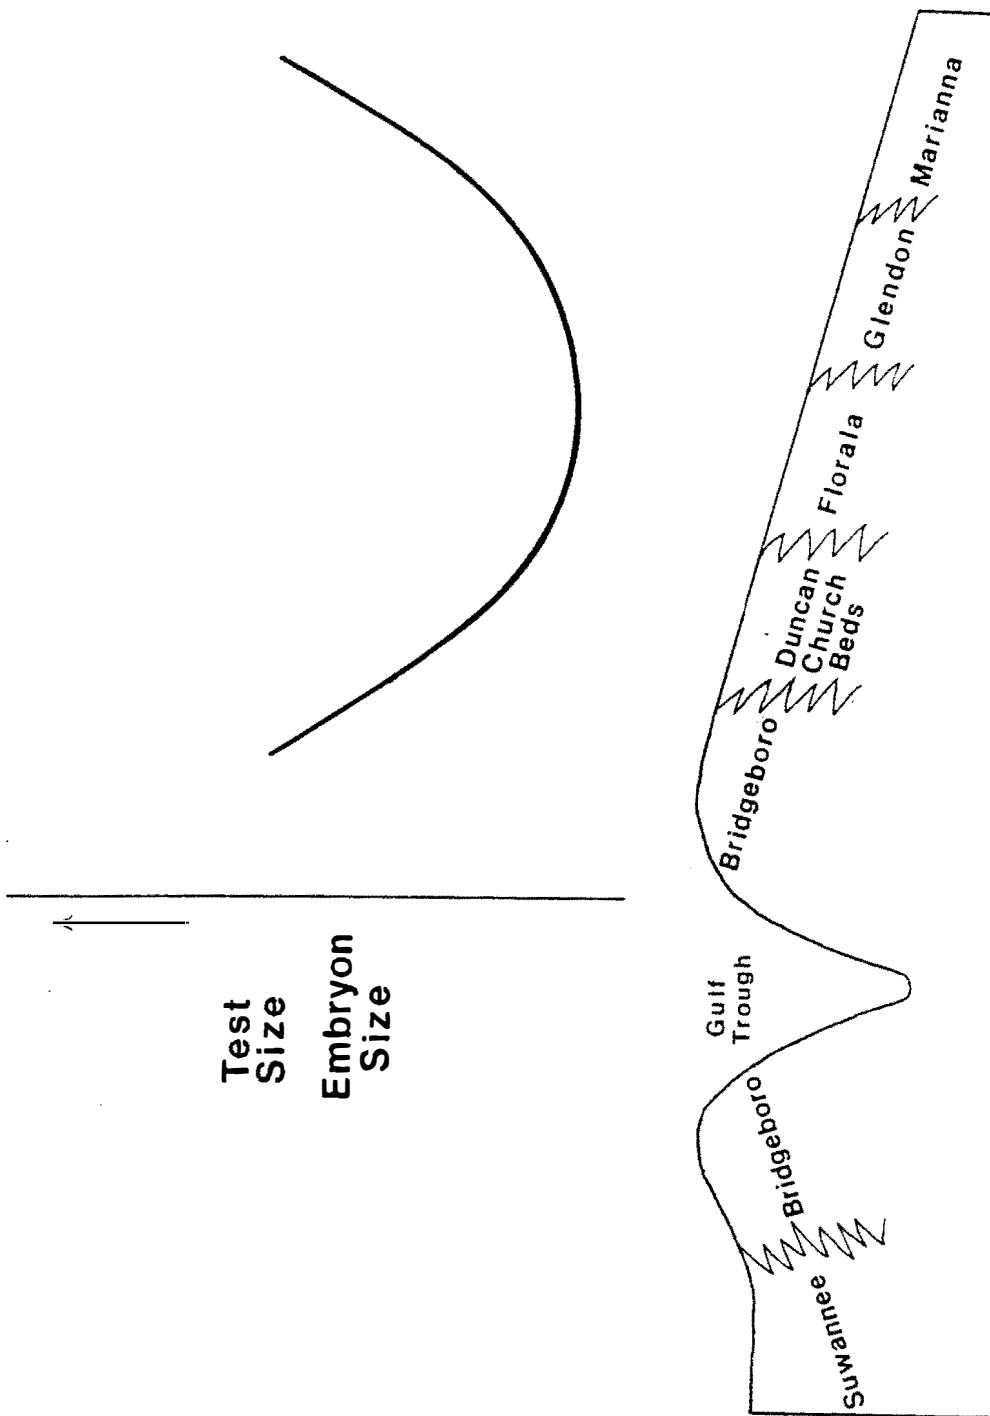 Test
Size
Embryon
Size
Suwannee
Bridgeboro
Gulf
Trough
Bridgeboro
Duncan
Church
Beds
Florala
Glendon
Marianna